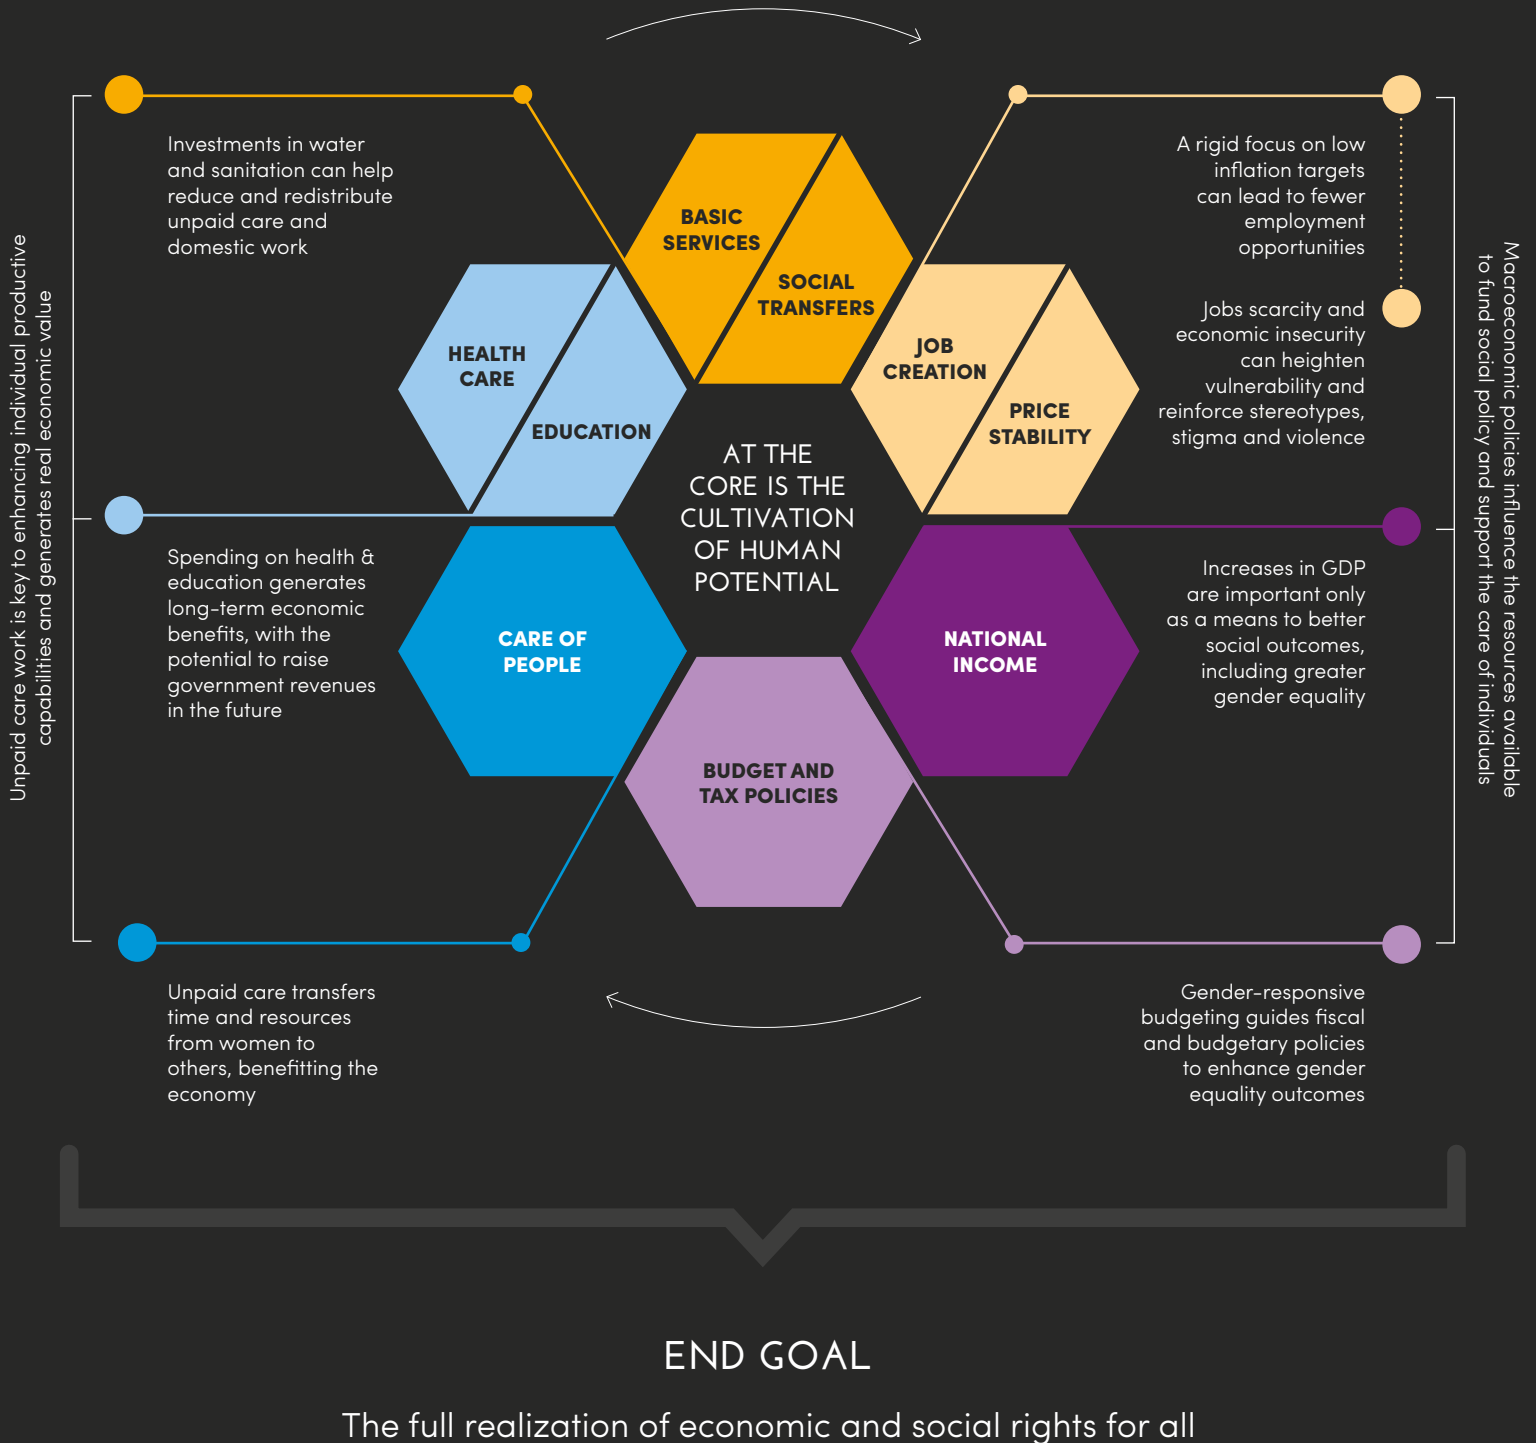 Investments in water
and sanitation can help
reduce and redistribute
unpaid care and
domestic work
A rigid focus on low
inflation targets
can lead to fewer
employment
opportunities
Jobs scarcity and
economic insecurity
can heighten
vulnerability and
reinforce stereotypes,
stigma and violence
BASIC
SERVICES
SOCIAL
TRANSFERS
HEALTH
CARE
EDUCATION
JOB
CREATION
PRICE
STABILITY
AT THE
CORE IS THE
CULTIVATION
OF HUMAN
POTENTIAL
Unpaid care work is key to enhancing individual productive
capabilities and generates real economic value
Macroeconomic policies influence the resources available
to fund social policy and support the care of individuals
Spending on health &
education generates
long-term economic
benefits, with the
potential to raise
government revenues
in the future
CARE OF
PEOPLE
NATIONAL
INCOME
BUDGET AND
TAX POLICIES
Increases in GDP
are important only
as a means to better
social outcomes,
including greater
gender equality
Unpaid care transfers
time and resources
from women to
others, benefitting the
economy
Gender-responsive
budgeting guides fiscal
and budgetary policies
to enhance gender
equality outcomes
END GOAL
The full realization of economic and social rights for all